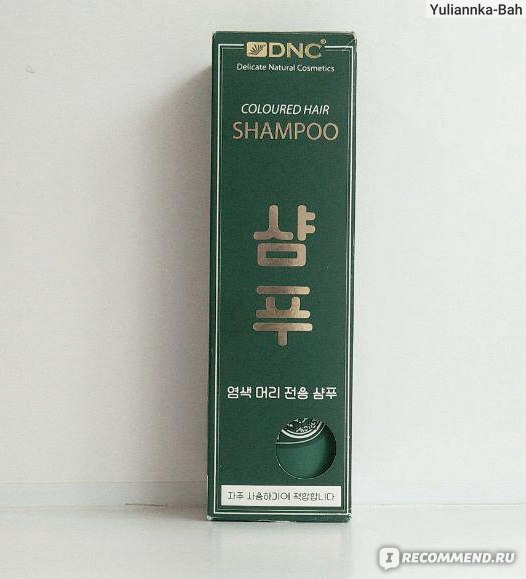 Yuliannka-Bah
DNC®
Delicate Natural Cosmetics
COLOURED HAIR
SHAMPOO
샴
푸
염색 머리 전용 샴푸
자주 사용하기에 적합합니다
I RECOMMEND.RU